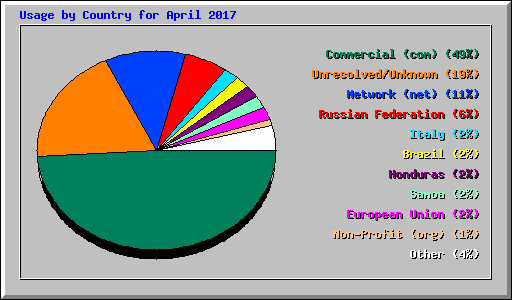 Usage by Country for April 2017
Commercial (com) (49%)
Unresolved/Unknown (19%)
Network (net) (11%)
Russian Federation (6%)
Italy (2%)
Brazil (2%)
Honduras (2%)
Samoa (2%)
European Union (2%)
Non-Profit (org) (1%)
Other (4%)